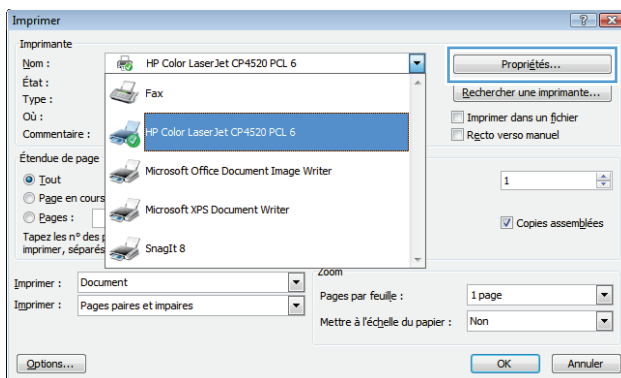 Imprimer
Imprimante
Nom : HP Color LaserJet CP4520 PCL 6 Propriétés...
État : Fax
Type : Rechercher une imprimante...
Où : HP Color LaserJet CP4520 PCL 6 Imprimer dans un fichier
Commentaire : Recto verso manuel
Étendue de page Microsoft Office Document Image Writer
Tout 1
Page en cours Microsoft XPS Document Writer
Pages : Copies assemblées
Tapez les n° des
imprimer, séparés SnagIt 8
Zoom
Imprimer : Document Pages par feuille : 1 page
Imprimer : Pages paires et impaires Mettre à l'échelle du papier : Non
Options... OK Annuler